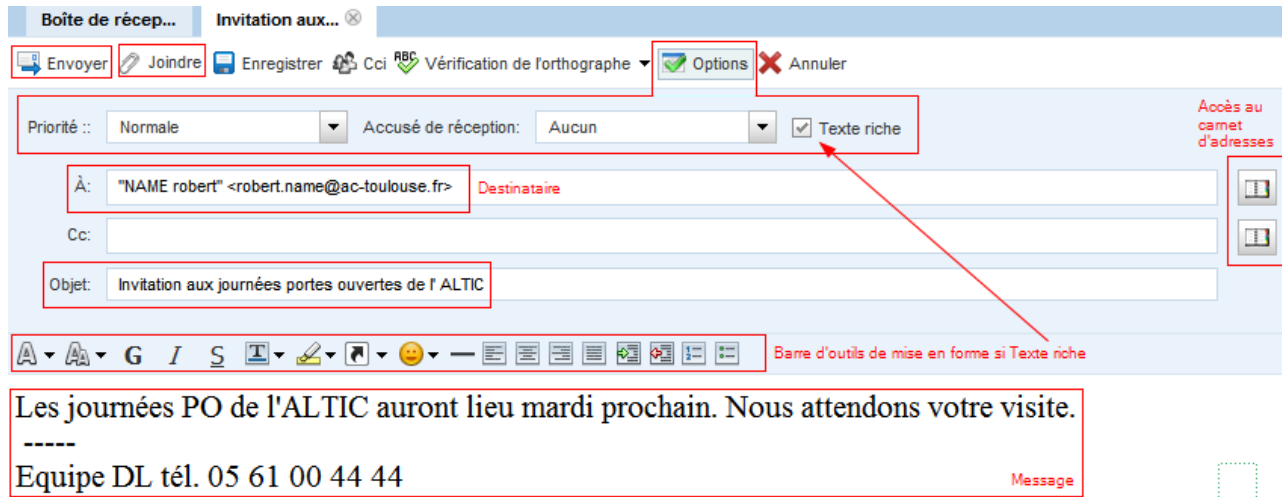 Boîte de récep... Invitation aux...
Envoyer Joindre Enregistrer Cci ABC Vérification de l'orthographe Options Annuler
Priorité :: Normale Accusé de réception: Aucun Texte riche
Accès au
carnet
d'adresses
À: "NAME robert" <robert.name@ac-toulouse.fr> Destinataire
Cc:
Objet: Invitation aux journées portes ouvertes de l' ALTIC
A AA G I S T Barre d'outils de mise en forme si Texte riche
Les journées PO de l'ALTIC auront lieu mardi prochain. Nous attendons votre visite.
-----
Equipe DL tél. 05 61 00 44 44
Message